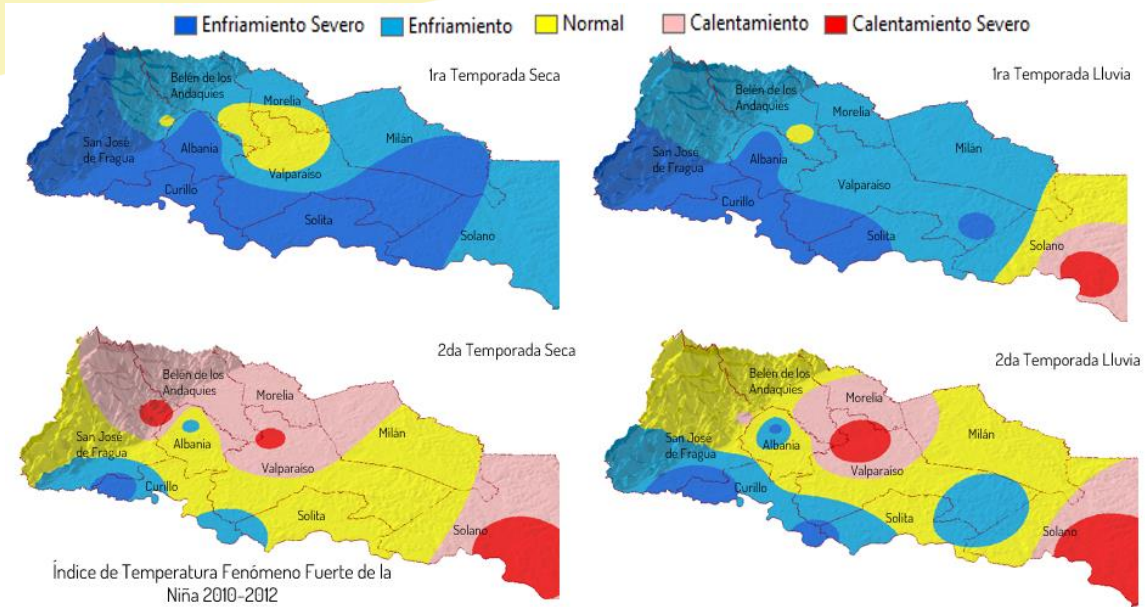 Enfriamiento Severo
Enfriamiento
Normal
Calentamiento
Calentamiento Severo
1ra Temporada Seca
Belén de los
Andaquies
Morelia
San José
de Fragua
Albania
Milán
Curillo
Valparaíso
Solita
Solano
1ra Temporada Lluvia
Belén de los
Andaquies
Morelia
San José
de Fragua
Albania
Milán
Curillo
Valparaíso
Solita
Solano
2da Temporada Seca
Belén de los
Andaquies
Morelia
San José
de Fragua
Albania
Milán
Curillo
Valparaíso
Solita
Solano
Índice de Temperatura Fenómeno Fuerte de la
Niña 2010-2012
2da Temporada Lluvia
Belén de los
Andaquies
Morelia
San José
de Fragua
Albania
Milán
Curillo
Valparaíso
Solita
Solano